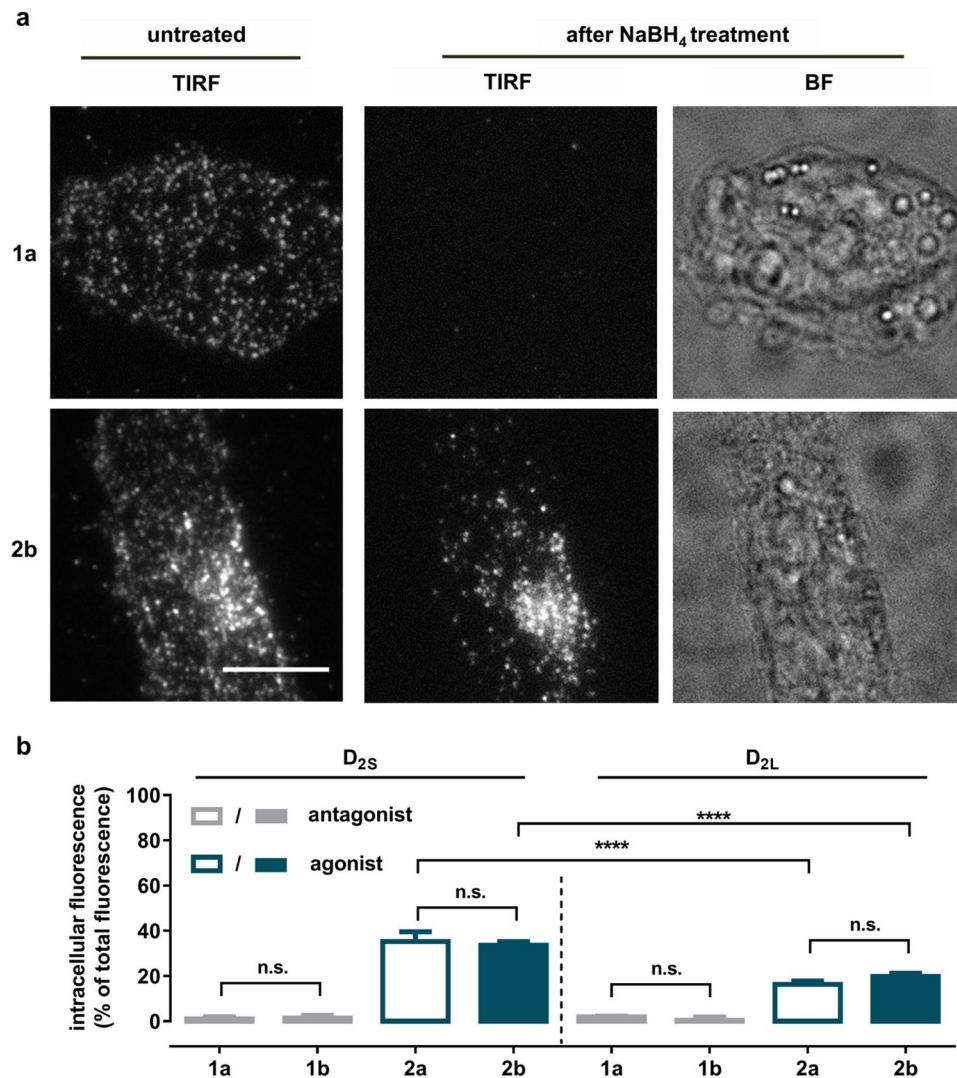 a
untreated
after NaBH₄ treatment
TIRF
TIRF
BF
1a
2b
b
D₂S
D₂L
intracellular fluorescence
(% of total fluorescence)
100
80
60
40
20
0
/ antagonist
/ agonist
n.s.
n.s.
****
****
n.s.
n.s.
1a 1b 2a 2b 1a 1b 2a 2b